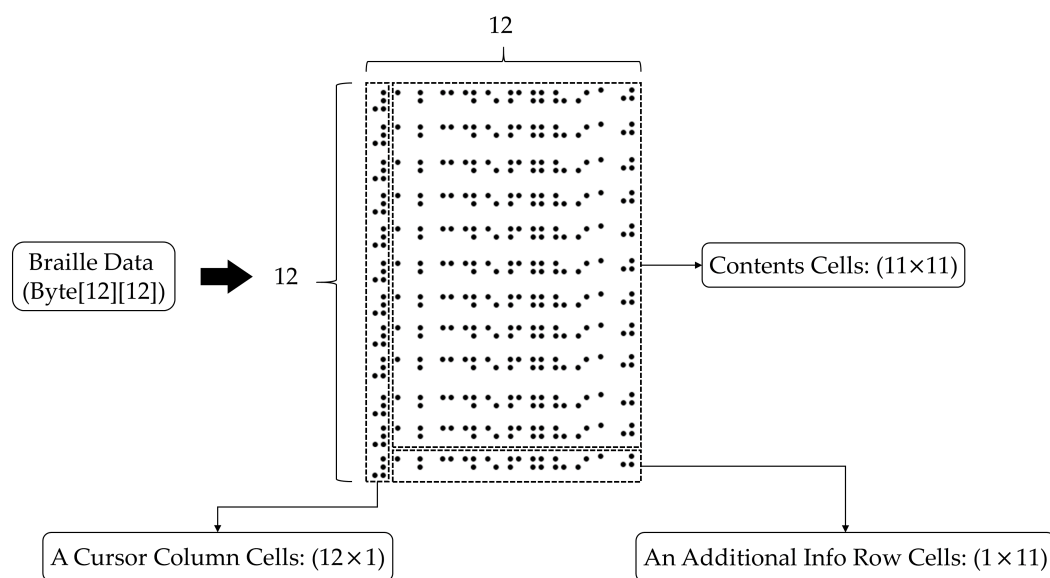 12
Braille Data
(Byte[12][12])
12
Contents Cells: (11×11)
A Cursor Column Cells: (12×1)
An Additional Info Row Cells: (1×11)